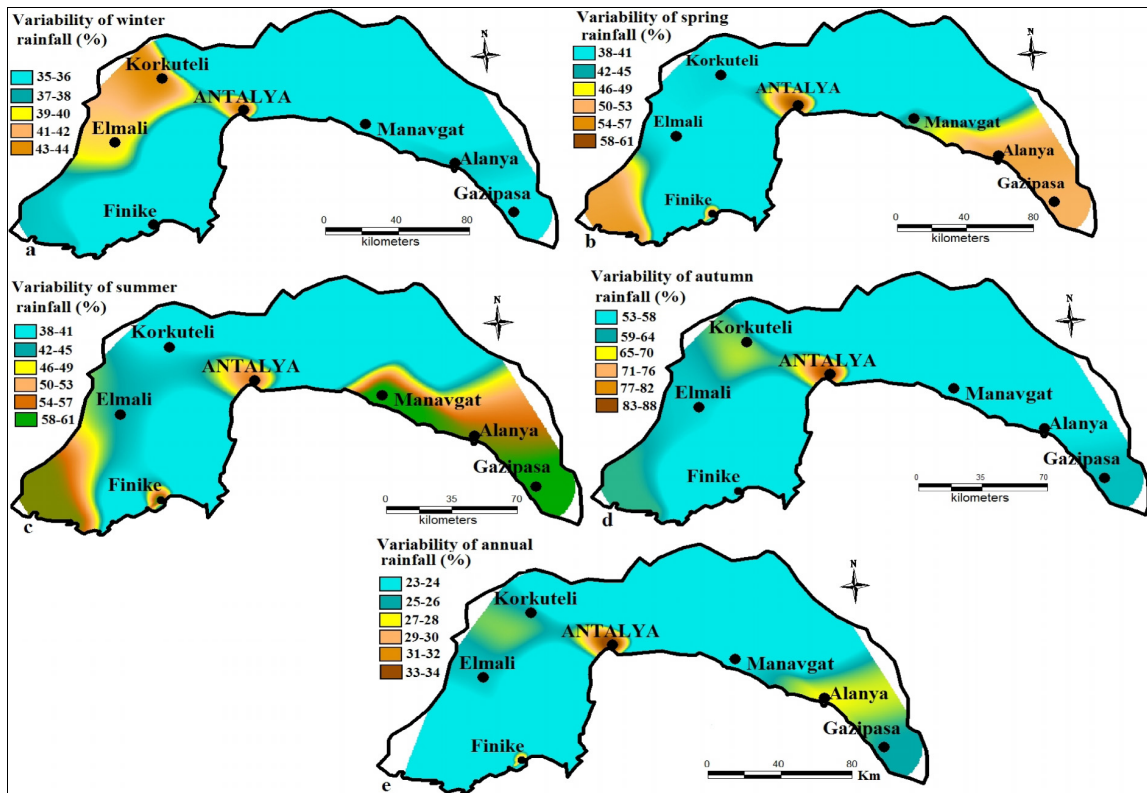 Variability of winter
rainfall (%)
35-36
37-38
39-40
41-42
43-44
Korkuteli
ANTALYA
Elmali
Manavgat
Alanya
Gazipasa
Finike
N
0 40 80
kilometers
a
Variability of spring
rainfall (%)
38-41
42-45
46-49
50-53
54-57
58-61
Korkuteli
ANTALYA
Elmali
Manavgat
Alanya
Gazipasa
Finike
N
0 40 80
kilometers
b
Variability of summer
rainfall (%)
38-41
42-45
46-49
50-53
54-57
58-61
Korkuteli
ANTALYA
Elmali
Manavgat
Alanya
Gazipasa
Finike
N
0 35 70
kilometers
c
Variability of autumn
rainfall (%)
53-58
59-64
65-70
71-76
77-82
83-88
Korkuteli
ANTALYA
Elmali
Manavgat
Alanya
Gazipasa
Finike
N
0 35 70
kilometers
d
Variability of annual
rainfall (%)
23-24
25-26
27-28
29-30
31-32
33-34
Korkuteli
ANTALYA
Elmali
Manavgat
Alanya
Gazipasa
Finike
N
0 40 80
Km
e